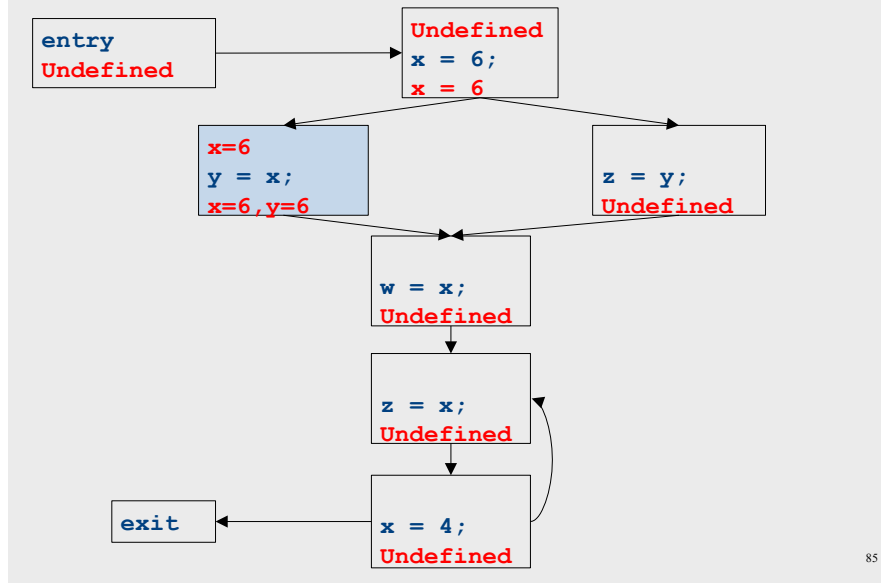 entry
Undefined
Undefined
x = 6;
x = 6
x=6
y = x;
x=6,y=6
z = y;
Undefined
w = x;
Undefined
z = x;
Undefined
exit
x = 4;
Undefined
85